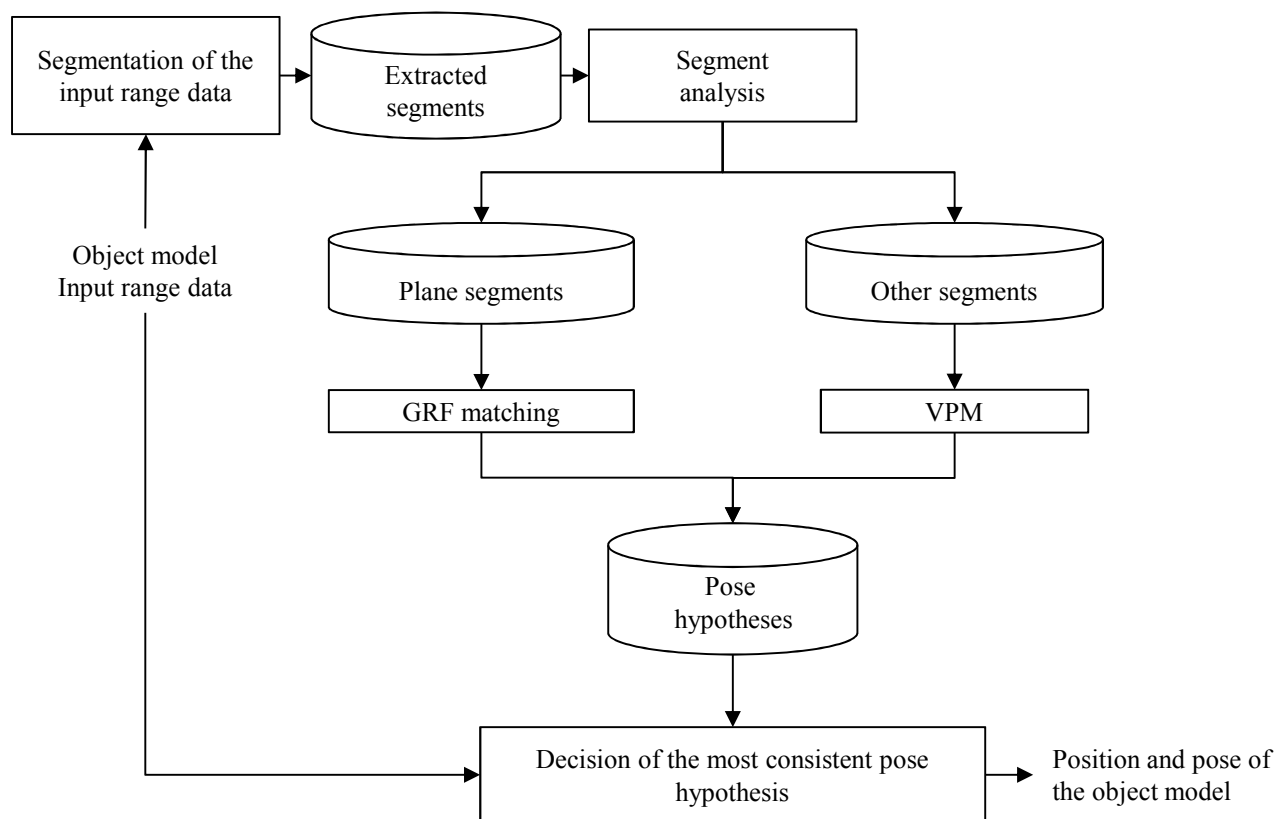 Segmentation of the
input range data
Extracted
segments
Segment
analysis
Object model
Input range data
Plane segments
Other segments
GRF matching
VPM
Pose
hypotheses
Decision of the most consistent pose
hypothesis
Position and pose of
the object model